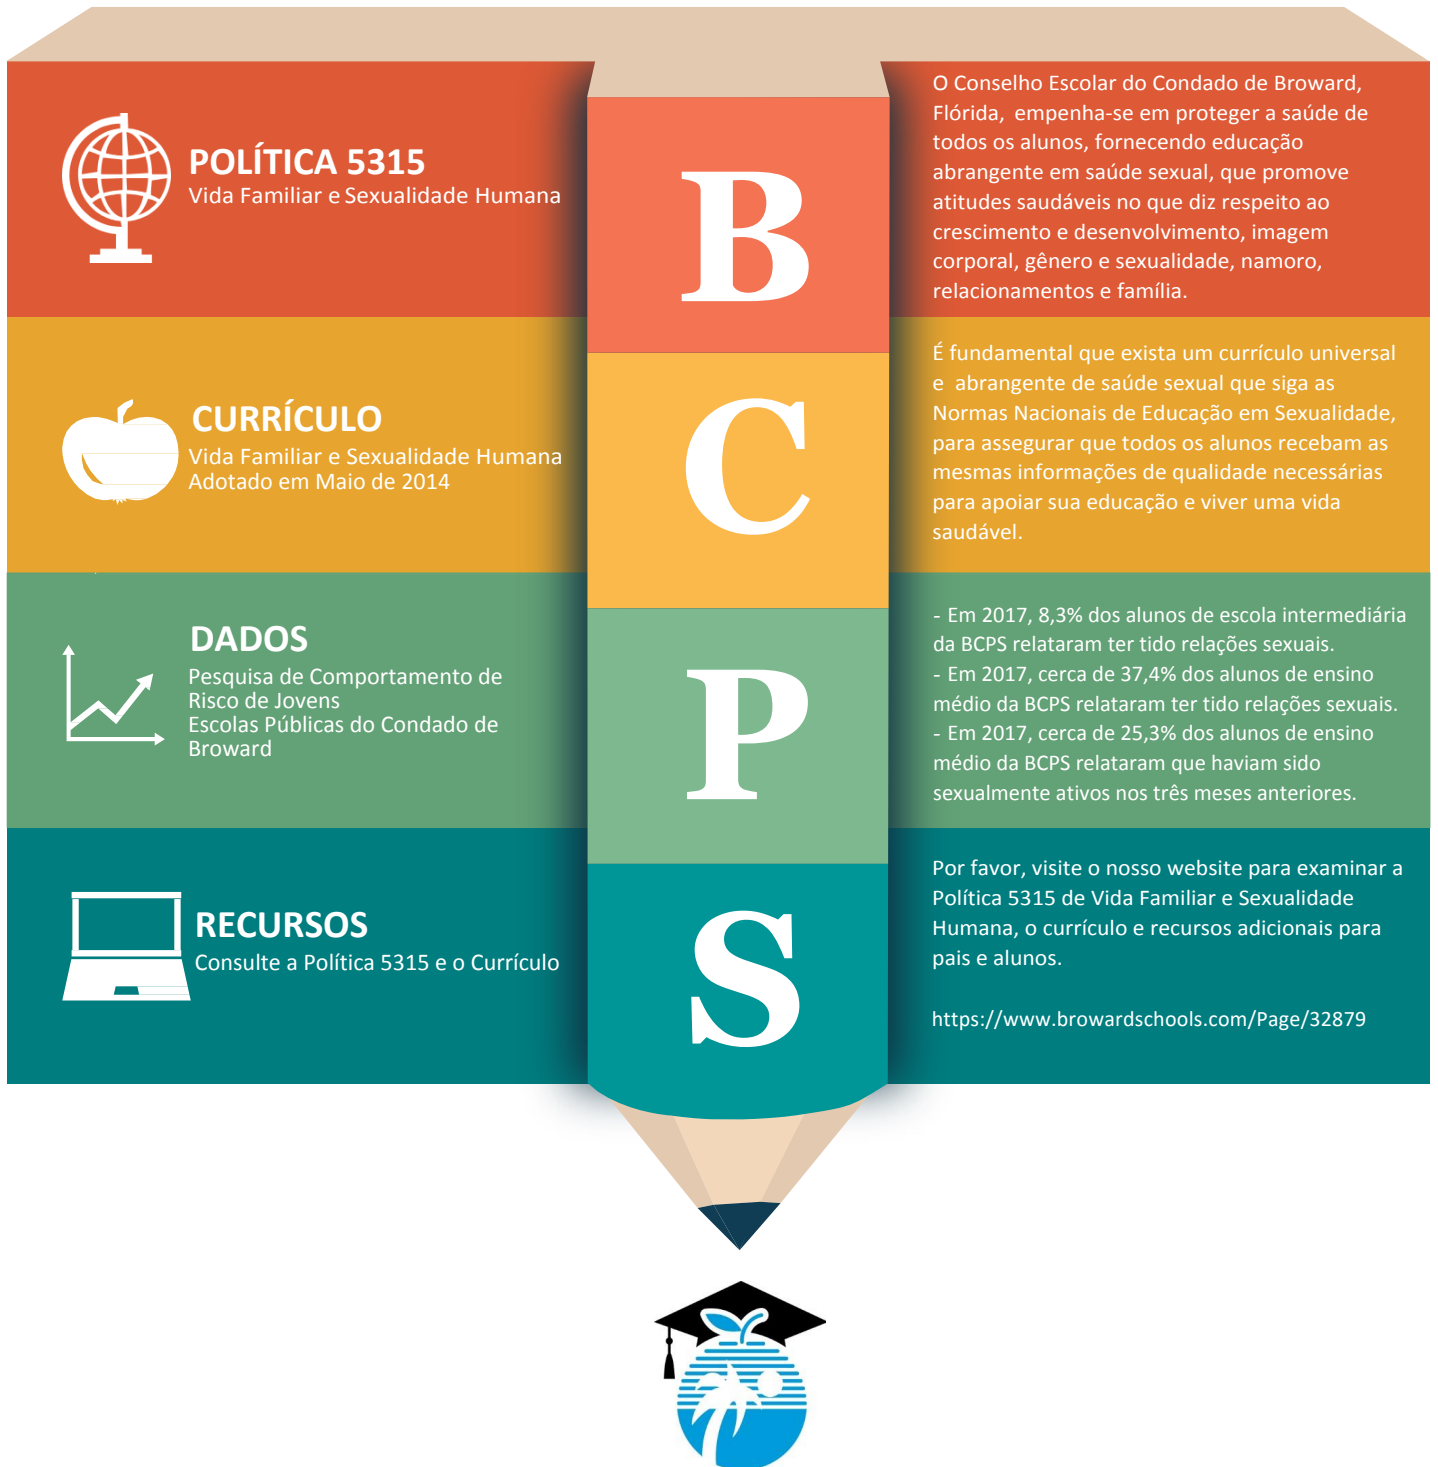 POLÍTICA 5315
Vida Familiar e Sexualidade Humana
B
O Conselho Escolar do Condado de Broward,
Flórida, empenha-se em proteger a saúde de
todos os alunos, fornecendo educação
abrangente em saúde sexual, que promove
atitudes saudáveis no que diz respeito ao
crescimento e desenvolvimento, imagem
corporal, gênero e sexualidade, namoro,
relacionamentos e família.
CURRÍCULO
Vida Familiar e Sexualidade Humana
Adotado em Maio de 2014
C
É fundamental que exista um currículo universal
e abrangente de saúde sexual que siga as
Normas Nacionais de Educação em Sexualidade,
para assegurar que todos os alunos recebam as
mesmas informações de qualidade necessárias
para apoiar sua educação e viver uma vida
saudável.
DADOS
Pesquisa de Comportamento de
Risco de Jovens
Escolas Públicas do Condado de
Broward
P
- Em 2017, 8,3% dos alunos de escola intermediária
da BCPS relataram ter tido relações sexuais.
- Em 2017, cerca de 37,4% dos alunos de ensino
médio da BCPS relataram ter tido relações sexuais.
- Em 2017, cerca de 25,3% dos alunos de ensino
médio da BCPS relataram que haviam sido
sexualmente ativos nos três meses anteriores.
RECURSOS
Consulte a Política 5315 e o Currículo
S
Por favor, visite o nosso website para examinar a
Política 5315 de Vida Familiar e Sexualidade
Humana, o currículo e recursos adicionais para
pais e alunos.
https://www.browardschools.com/Page/32879